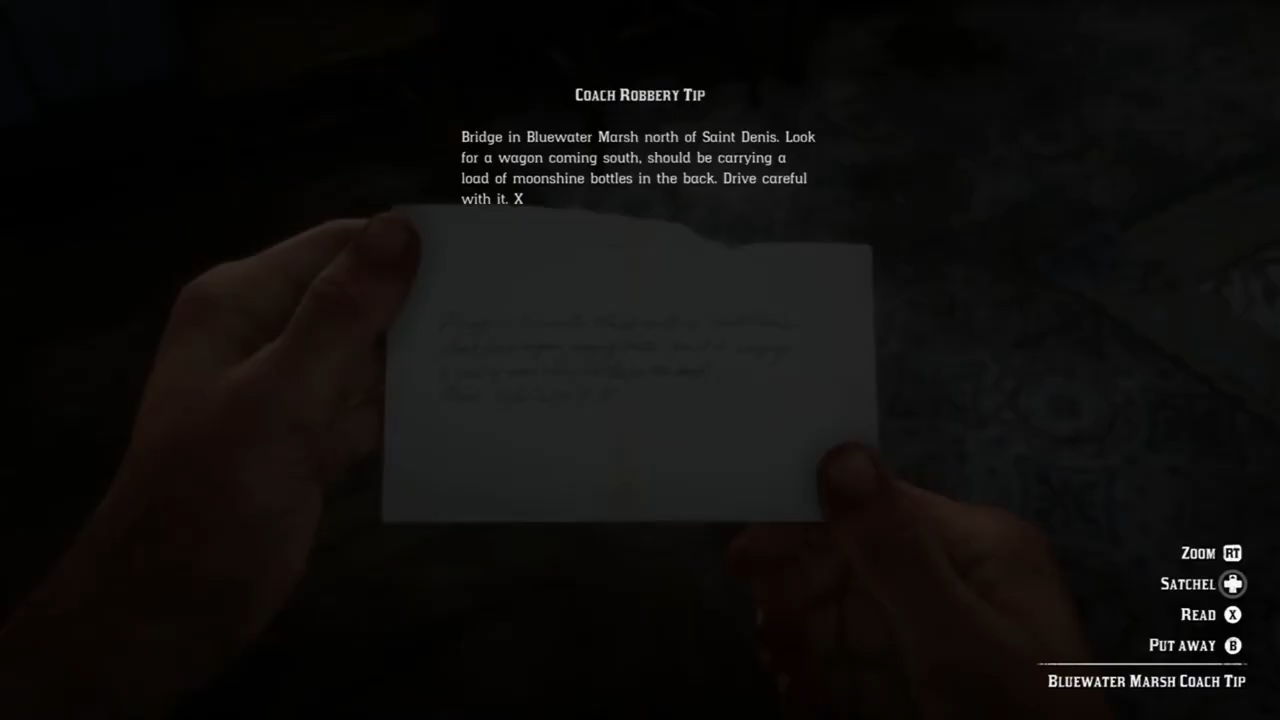 Coach Robbery Tip
Bridge in Bluewater Marsh north of Saint Denis. Look
for a wagon coming south, should be carrying a
load of moonshine bottles in the back. Drive careful
with it. X
Zoom RT
Satchel
Read X
Put away B
Bluewater Marsh Coach Tip